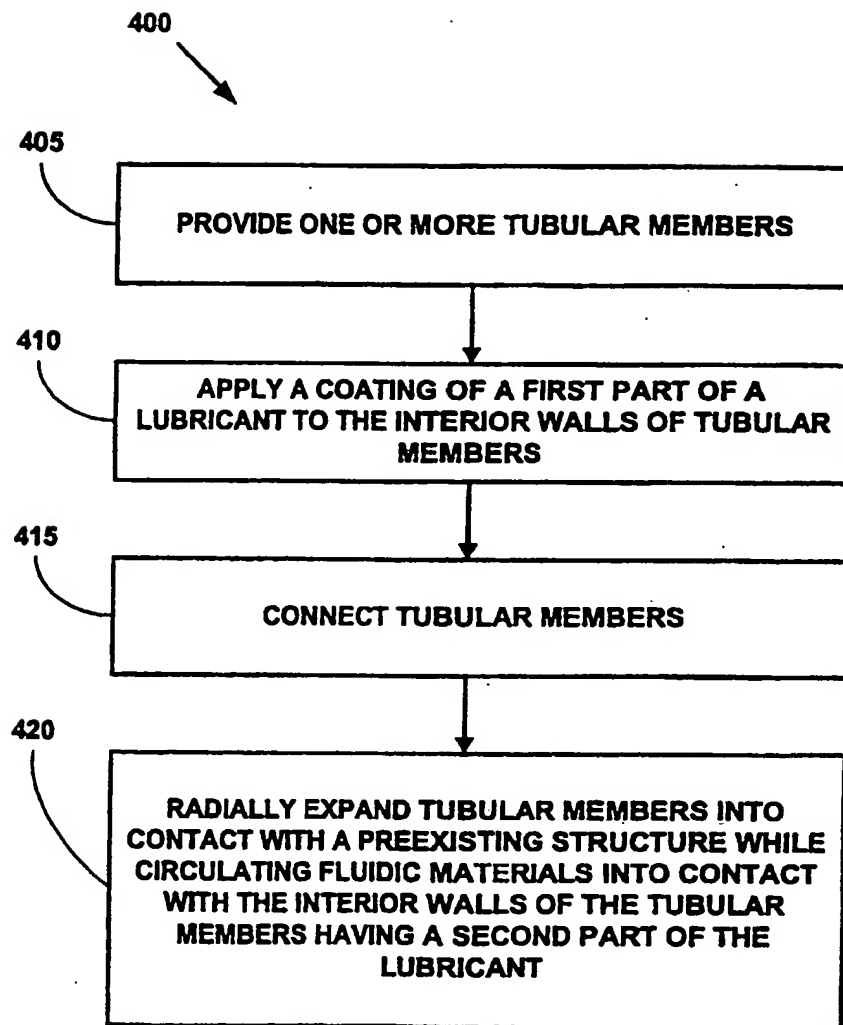 400
405
PROVIDE ONE OR MORE TUBULAR MEMBERS
410
APPLY A COATING OF A FIRST PART OF A
LUBRICANT TO THE INTERIOR WALLS OF TUBULAR
MEMBERS
415
CONNECT TUBULAR MEMBERS
420
RADIALLY EXPAND TUBULAR MEMBERS INTO
CONTACT WITH A PREEXISTING STRUCTURE WHILE
CIRCULATING FLUIDIC MATERIALS INTO CONTACT
WITH THE INTERIOR WALLS OF THE TUBULAR
MEMBERS HAVING A SECOND PART OF THE
LUBRICANT